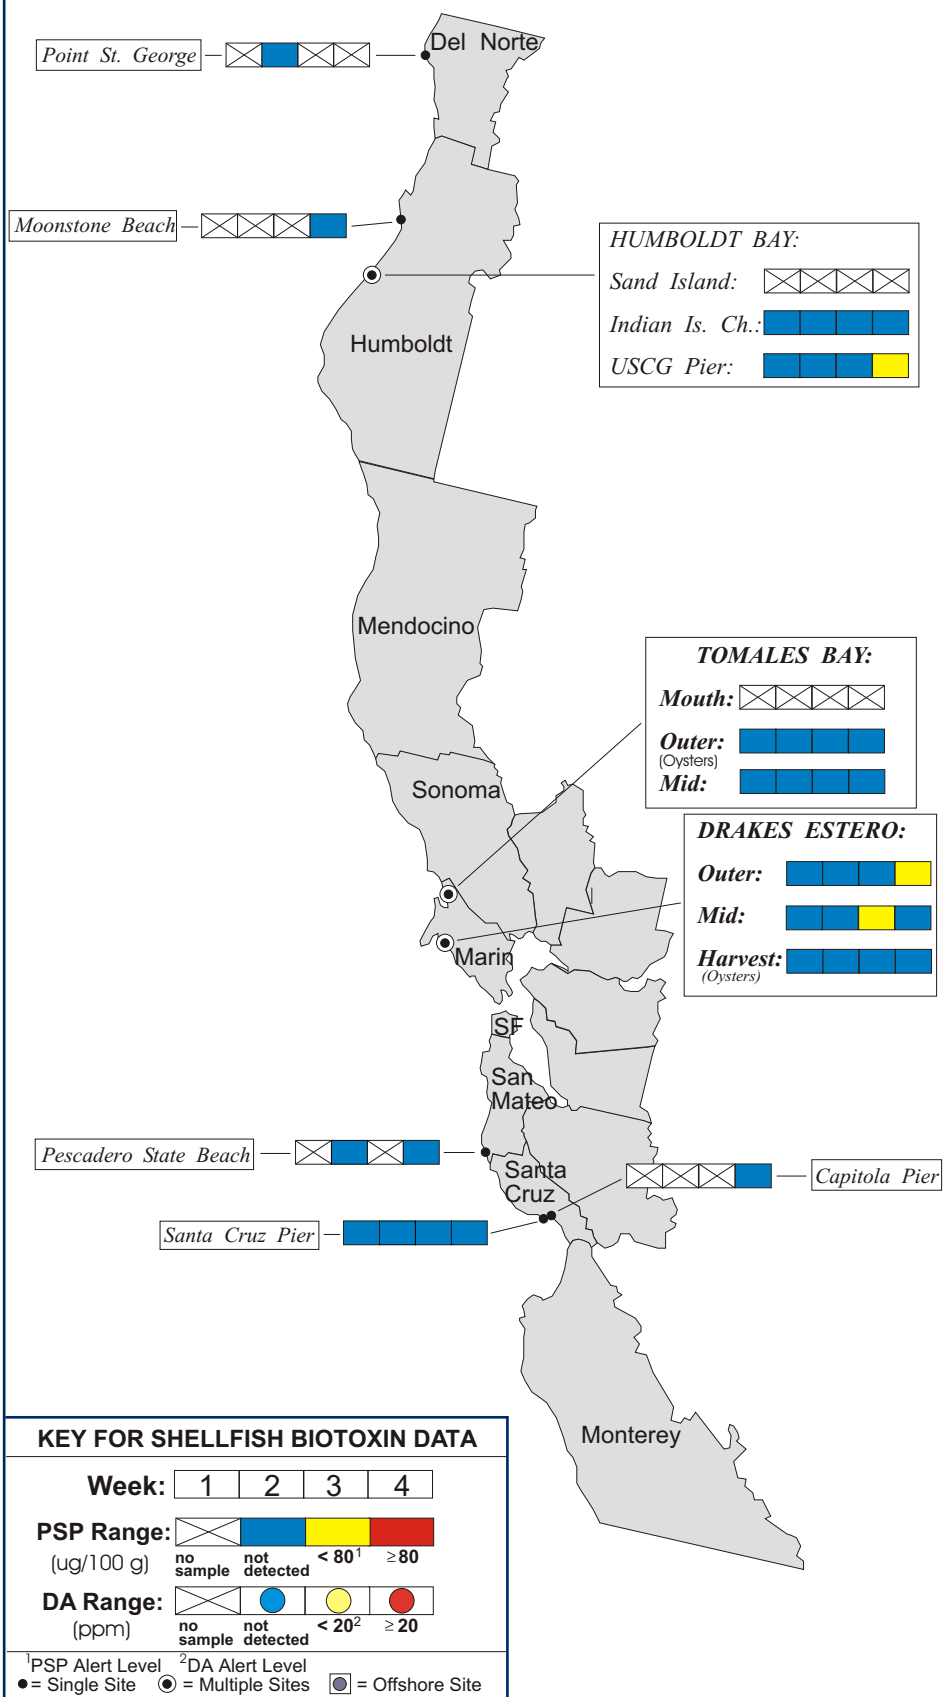 Del Norte
Point St. George
Moonstone Beach
HUMBOLDT BAY:
Sand Island:
Indian Is. Ch.:
USCG Pier:
Humboldt
Mendocino
TOMALES BAY:
Mouth:
Outer:
(Oysters)
Mid:
Sonoma
DRAKES ESTERO:
Outer:
Mid:
Harvest:
(Oysters)
Marin
SF
San
Mateo
Pescadero State Beach
Santa
Cruz
Capitola Pier
Santa Cruz Pier
Monterey
KEY FOR SHELLFISH BIOTOXIN DATA
Week: 1 2 3 4
PSP Range:
(ug/100 g)
no sample not detected < 80¹ ≥80
DA Range:
(ppm)
no sample not detected < 20² ≥ 20
¹PSP Alert Level ²DA Alert Level
= Single Site = Multiple Sites = Offshore Site